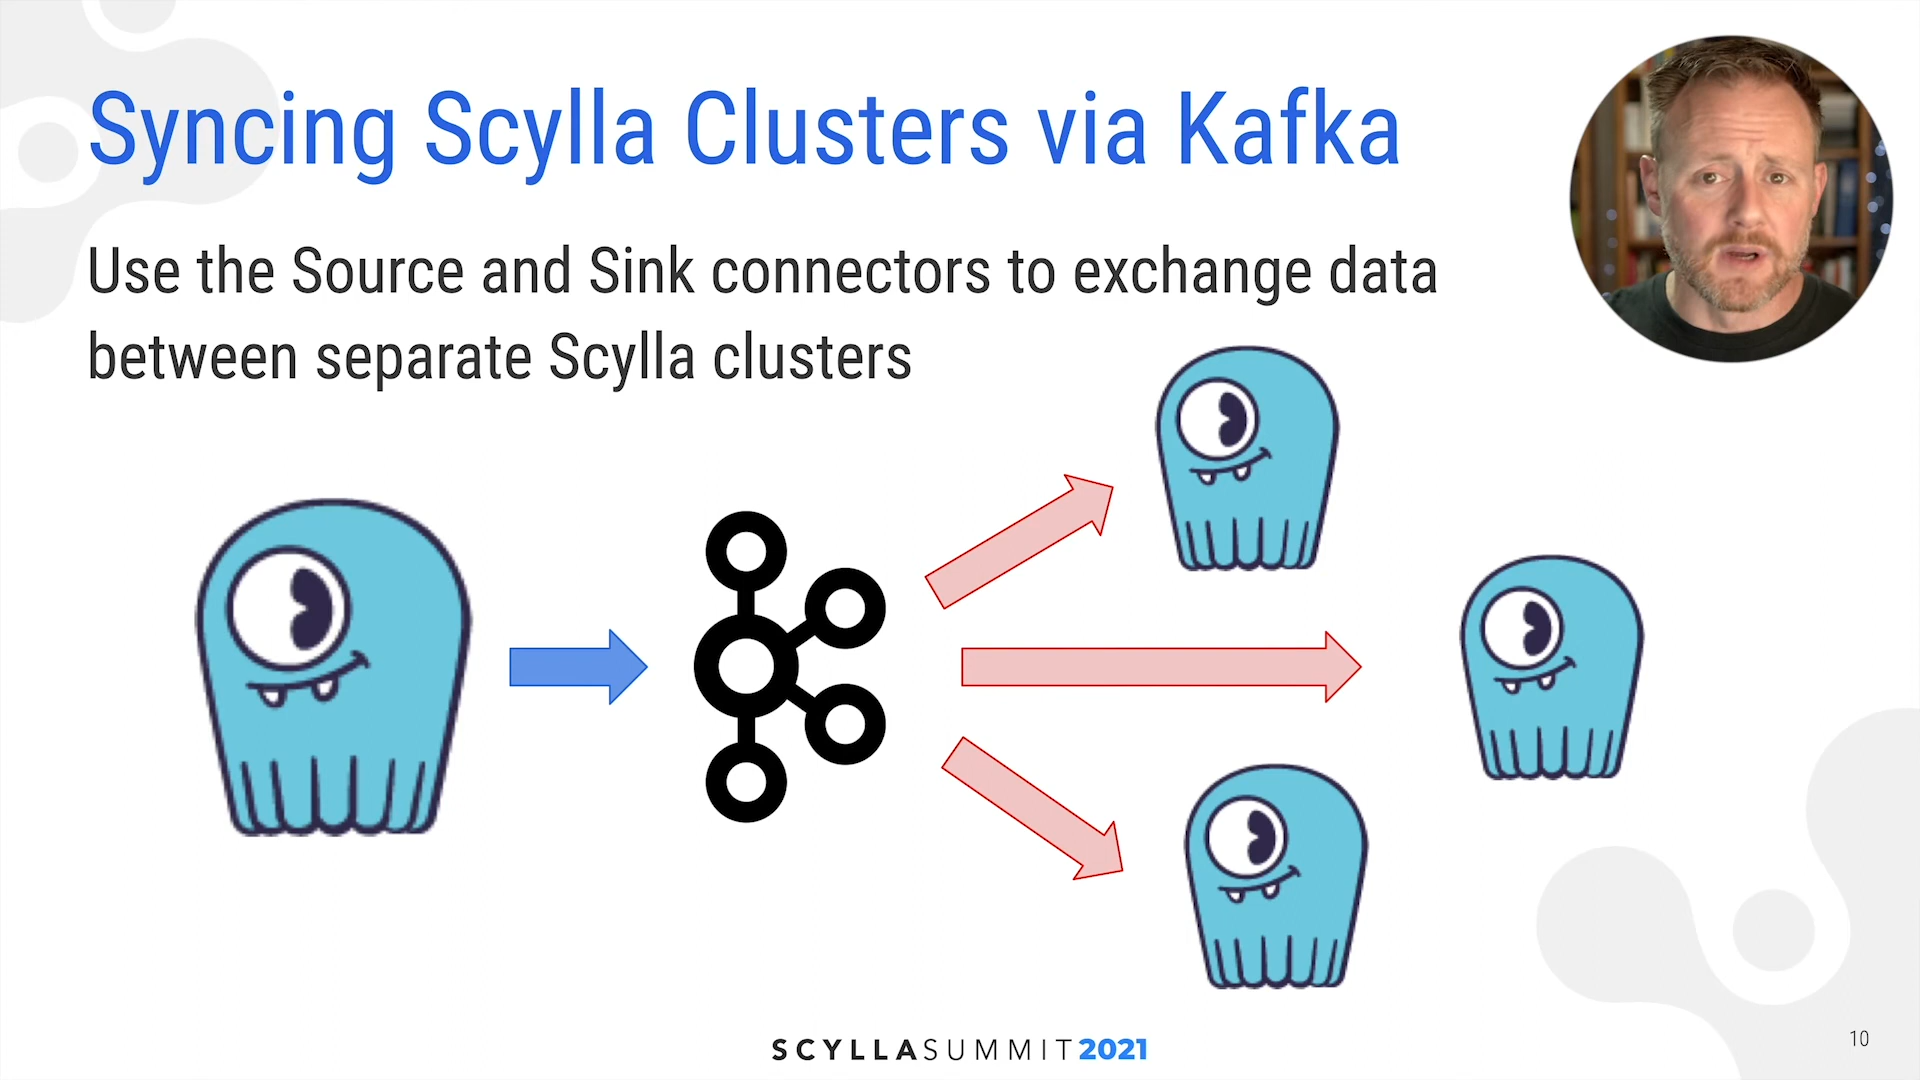 Syncing Scylla Clusters via Kafka
Use the Source and Sink connectors to exchange data
between separate Scylla clusters
SCYLLASUMMIT2021
10